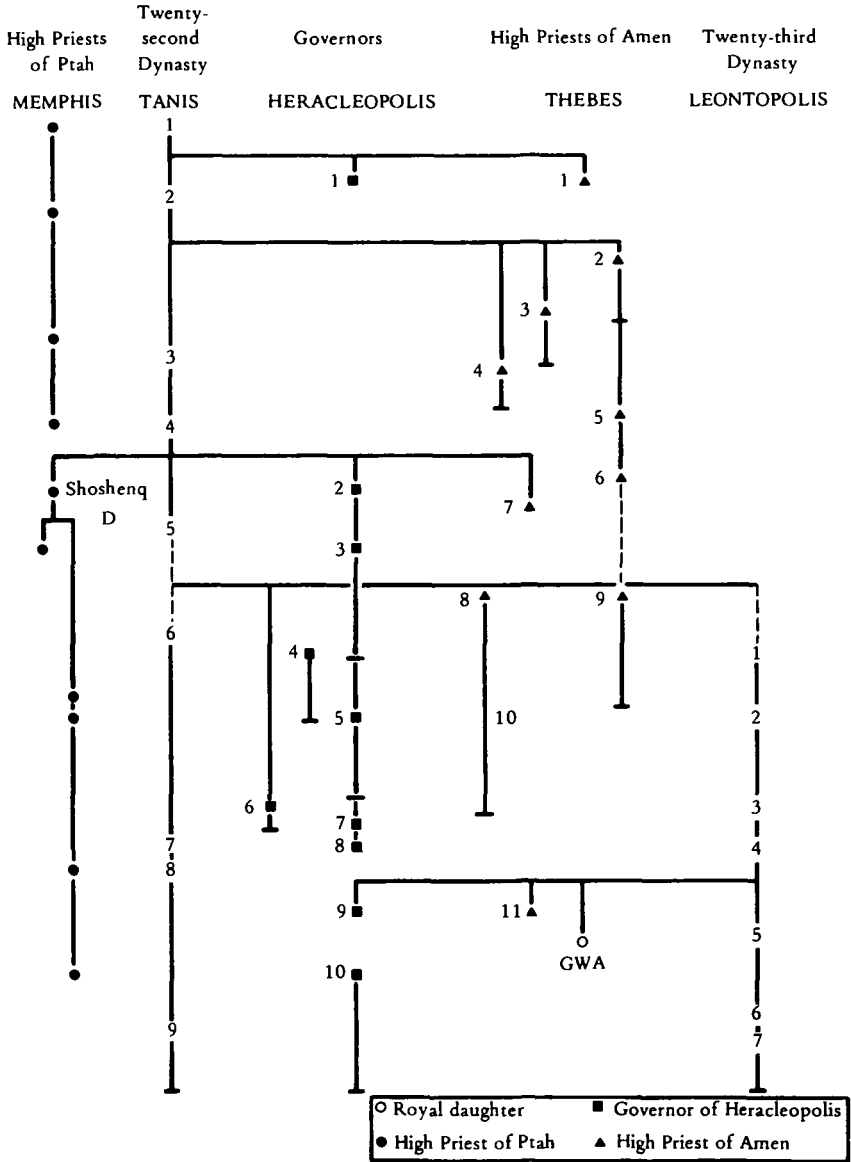 High Priests of Ptah
MEMPHIS
Twenty-second Dynasty
TANIS
Governors
HERACLEOPOLIS
High Priests of Amen
THEBES
Twenty-third Dynasty
LEONTOPOLIS
1
1 1
2
2
3
3
4
4
5
6
Shoshenq D
2
7
5
3
8 9
6
4 1
5 10 2
6 3
7
7
8 4
8
9 11
5
GWA
10
6
9
7
Royal daughter
Governor of Heracleopolis
High Priest of Ptah
High Priest of Amen